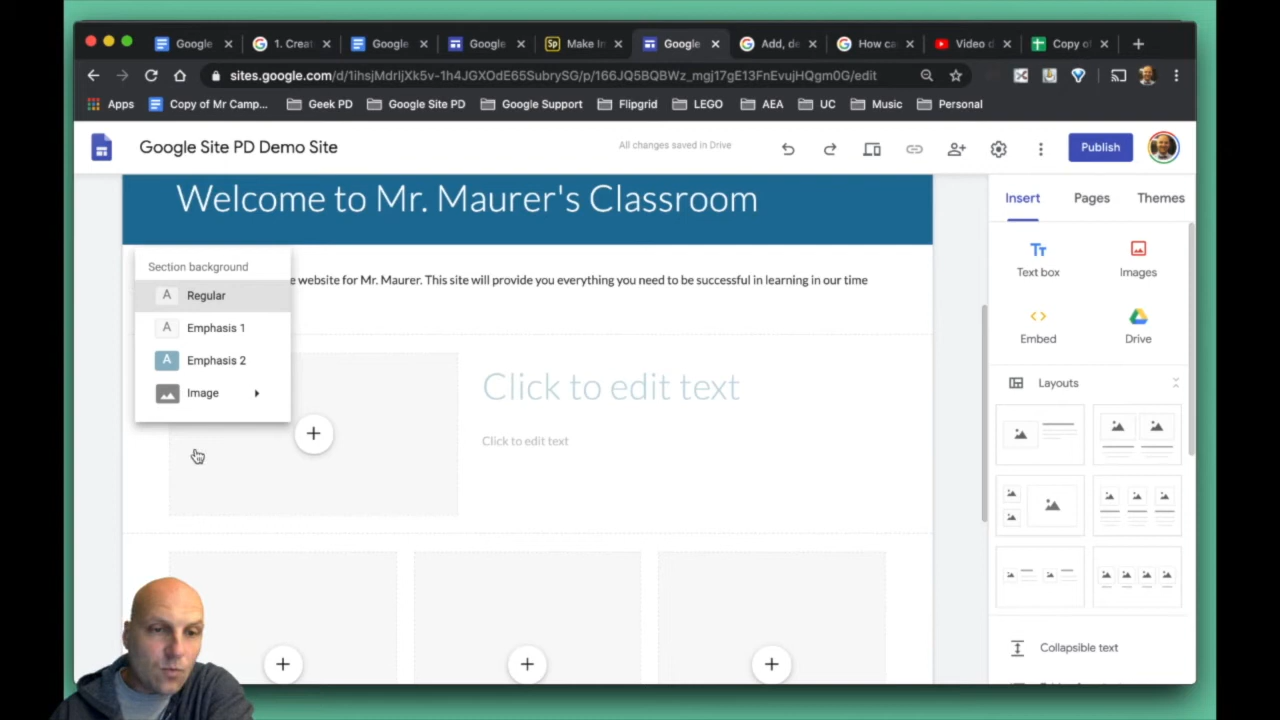 Google
1. Creat
Google
Google
Make In
Google
Add, de
How ca
Video d
Copy of
sites.google.com/d/1ihsjMdrIjXk5v-1h4JGXOdE65SubrySG/p/166JQ5BQBWz_mgj17gE13FnEvujHQgm0G/edit
Apps
Copy of Mr Camp...
Geek PD
Google Site PD
Google Support
Flipgrid
LEGO
AEA
UC
Music
Personal
Google Site PD Demo Site
All changes saved in Drive
Publish
Welcome to Mr. Maurer's Classroom
Insert
Pages
Themes
Section background
Regular
Emphasis 1
Emphasis 2
Image
e website for Mr. Maurer. This site will provide you everything you need to be successful in learning in our time
Click to edit text
Click to edit text
Text box
Images
Embed
Drive
Layouts
Collapsible text